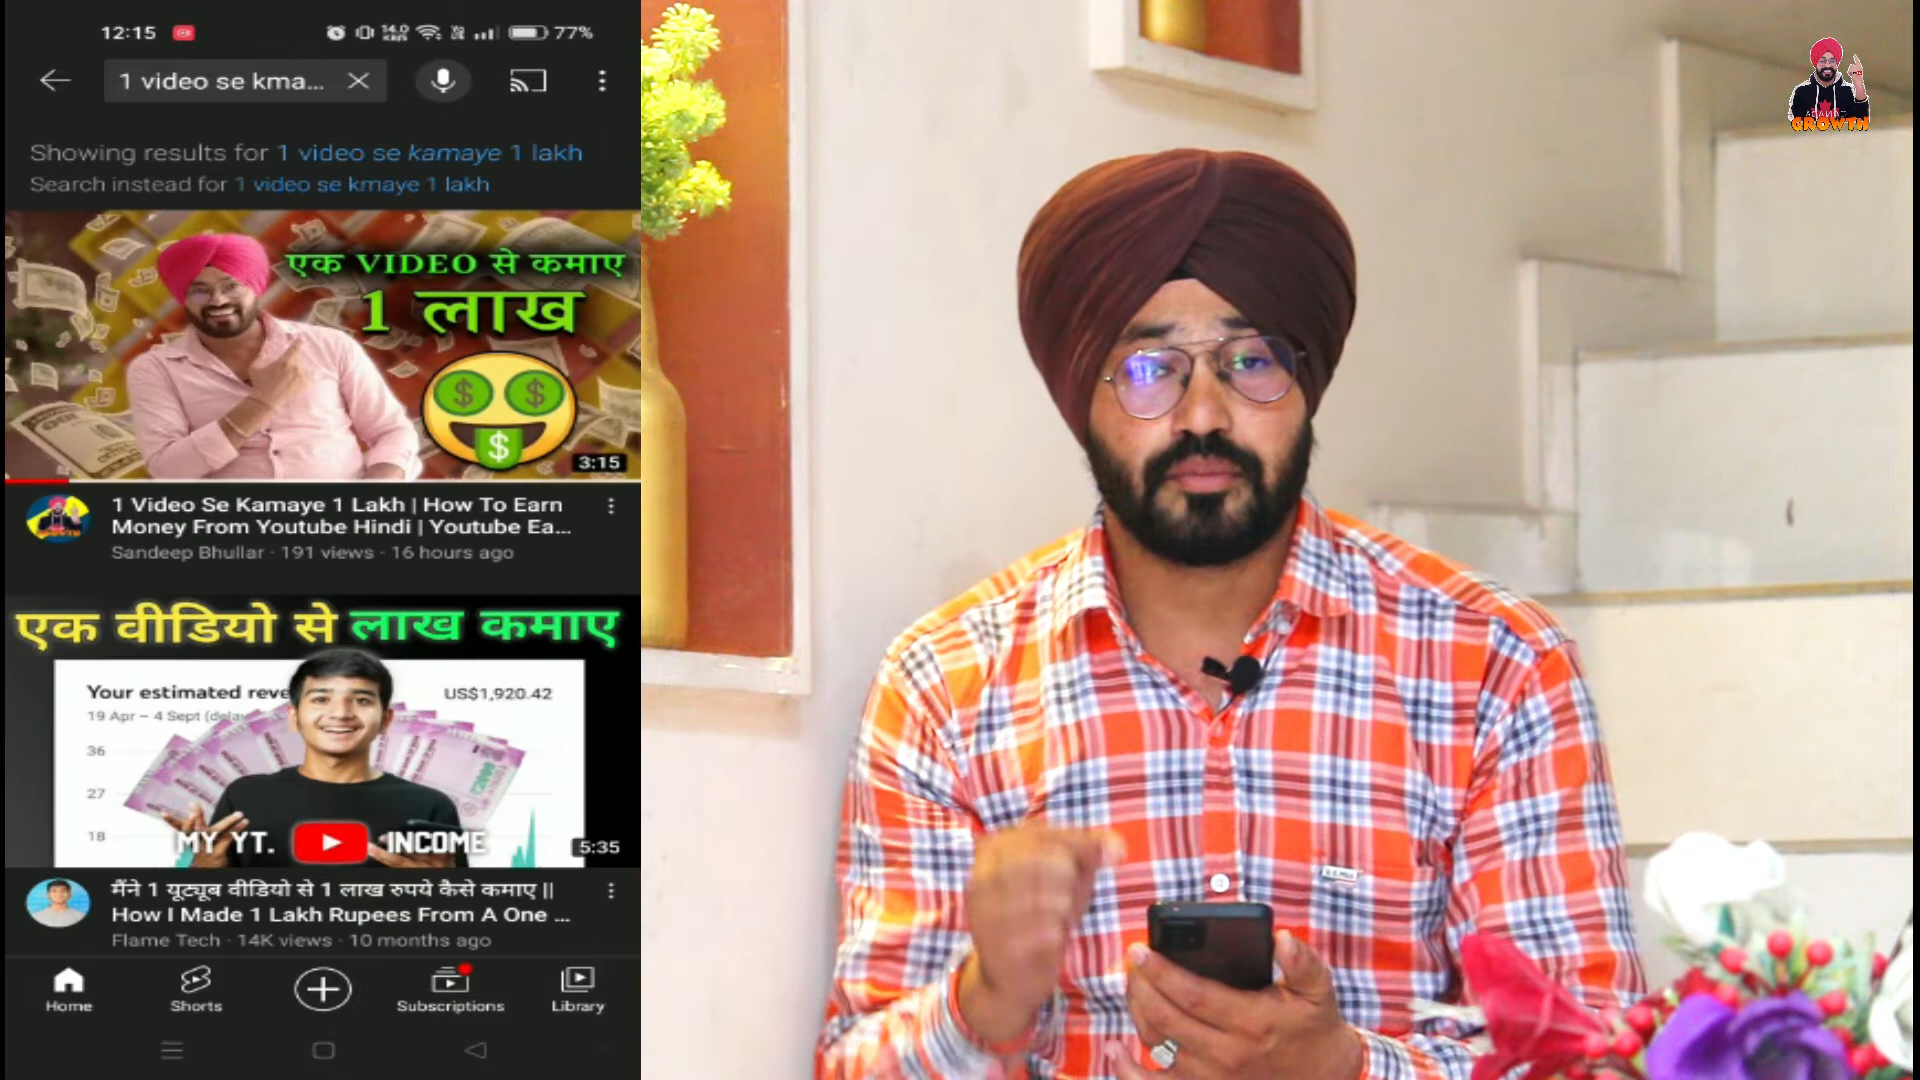 12:15
14.0 KB/S
77%
1 video se kma...
Showing results for 1 video se kamaye 1 lakh
Search instead for 1 video se kmaye 1 lakh
एक VIDEO से कमाए
1 लाख
3:15
1 Video Se Kamaye 1 Lakh | How To Earn
Money From Youtube Hindi | Youtube Ea...
Sandeep Bhullar · 191 views · 16 hours ago
एक वीडियो से लाख कमाए
Your estimated reve
US$1,920.42
19 Apr – 4 Sept (delay
36
27
18
MY YT. INCOME
5:35
मैंने 1 यूट्यूब वीडियो से 1 लाख रुपये कैसे कमाए ||
How I Made 1 Lakh Rupees From A One ...
Flame Tech · 14K views · 10 months ago
Home
Shorts
Subscriptions
Library
GROWTH